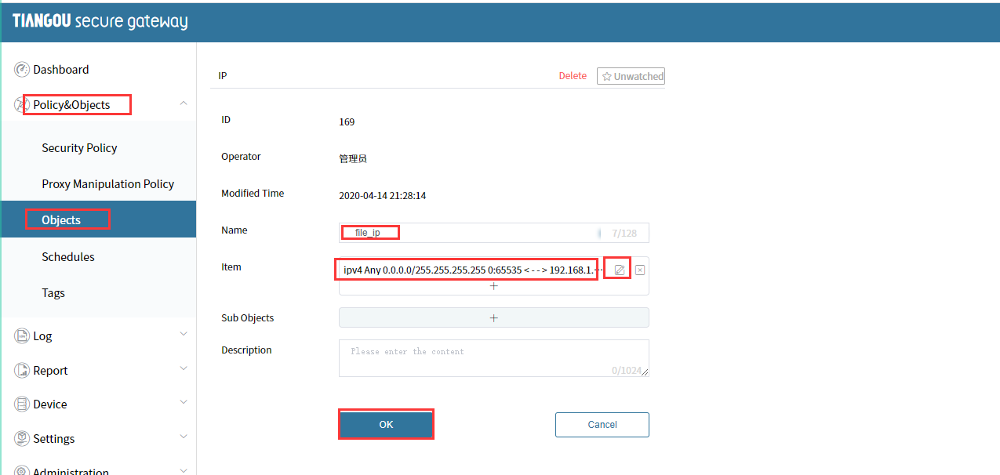 TIANGOU secure gateway
Dashboard
Policy&Objects
Security Policy
Proxy Manipulation Policy
Objects
Schedules
Tags
Log
Report
Device
Settings
Administration
IP
Delete
Unwatched
ID
169
Operator
管理员
Modified Time
2020-04-14 21:28:14
Name
file_ip
7/128
Item
ipv4 Any 0.0.0.0/255.255.255.255 0:65535 < - - > 192.168.1.···
Sub Objects
Description
Please enter the content
0/1024
OK
Cancel